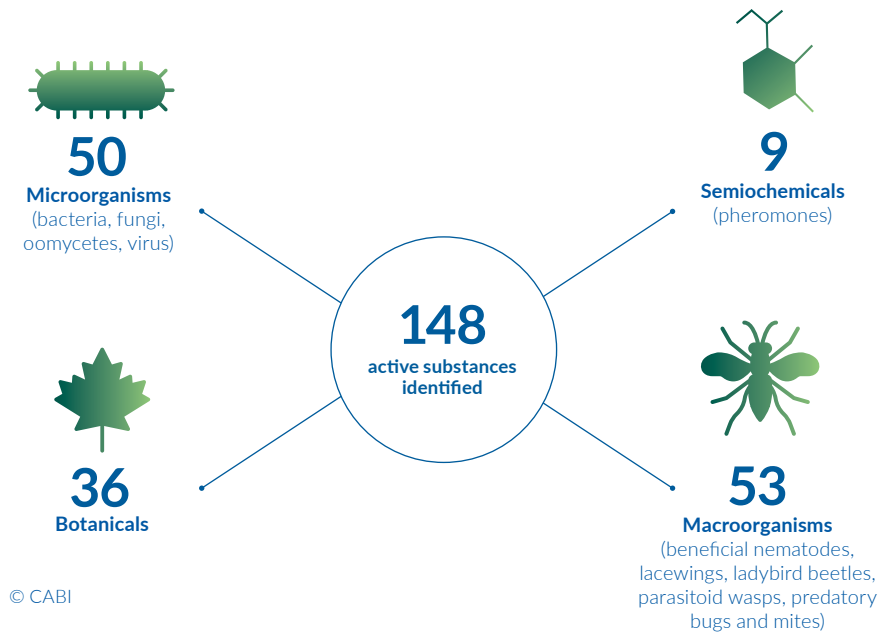 50
Microorganisms
(bacteria, fungi,
oomycetes, virus)
9
Semiochemicals
(pheromones)
148
active substances
identified
36
Botanicals
53
Macroorganisms
(beneficial nematodes,
lacewings, ladybird beetles,
parasitoid wasps, predatory
bugs and mites)
© CABI